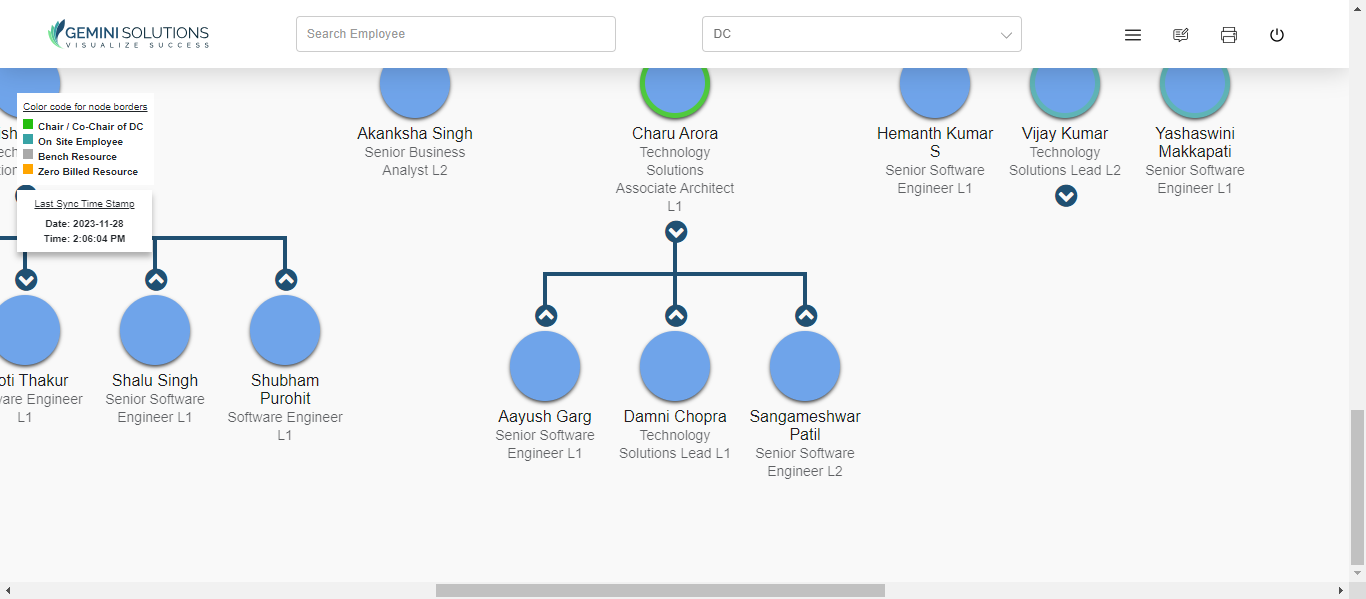 GEMINI SOLUTIONS
VISUALIZE SUCCESS
Search Employee
DC
Color code for node borders
Chair / Co-Chair of DC
On Site Employee
Bench Resource
Zero Billed Resource
Last Sync Time Stamp
Date: 2023-11-28
Time: 2:06:04 PM
Akanksha Singh
Senior Business
Analyst L2
Charu Arora
Technology
Solutions
Associate Architect
L1
Hemanth Kumar
S
Senior Software
Engineer L1
Vijay Kumar
Technology
Solutions Lead L2
Yashaswini
Makkapati
Senior Software
Engineer L1
oti Thakur
are Engineer
L1
Shalu Singh
Senior Software
Engineer L1
Shubham
Purohit
Software Engineer
L1
Aayush Garg
Senior Software
Engineer L1
Damni Chopra
Technology
Solutions Lead L1
Sangameshwar
Patil
Senior Software
Engineer L2